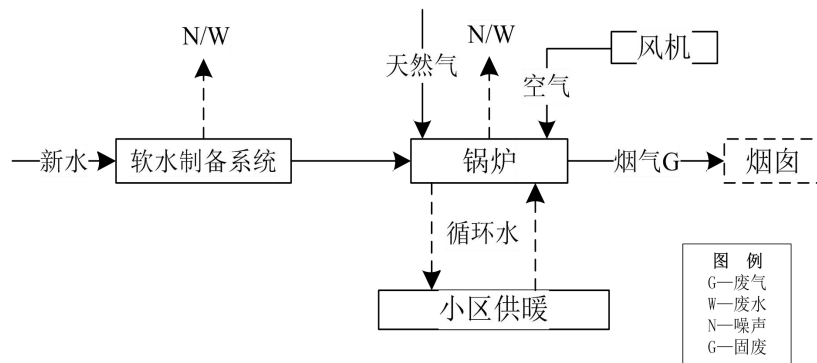 N/W
天然气
N/W
风机
空气
新水
软水制备系统
锅炉
烟气G
烟囱
循环水
小区供暖
图 例
G—废气
W—废水
N—噪声
G—固废